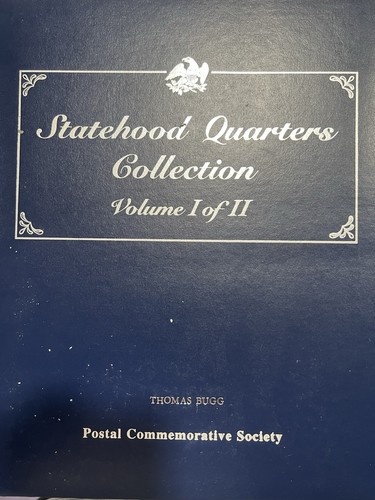 Statehood Quarters
Collection
Volume I of II
THOMAS BUGG
Postal Commemorative Society